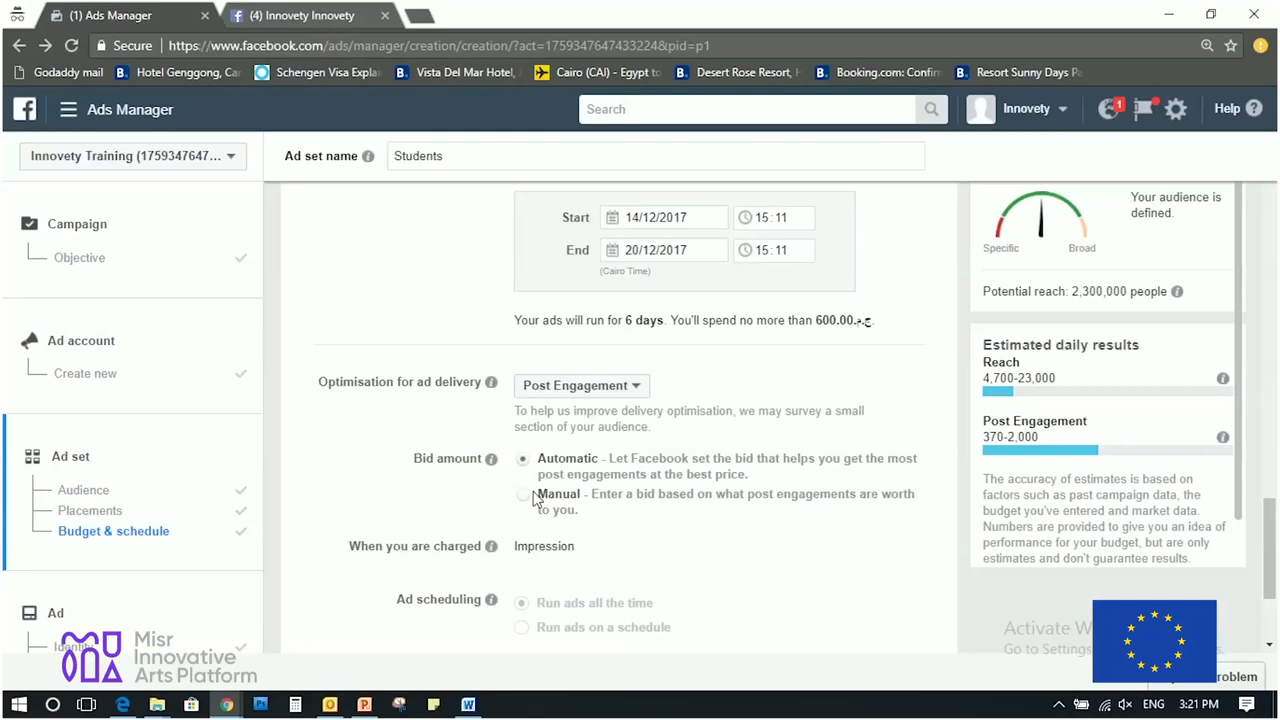 (1) Ads Manager
(4) Innovety Innovety
Secure
https://www.facebook.com/ads/manager/creation/creation/?act=1759347647433224&pid=p1
Godaddy mail
Hotel Genggong, Car
Schengen Visa Explai
Vista Del Mar Hotel,
Cairo (CAI) - Egypt to
Desert Rose Resort, H
Booking.com: Confir
Resort Sunny Days Pa
Ads Manager
Search
Innovety
1
Help
Innovety Training (1759347647...
Ad set name
Students
Campaign
Objective
Ad account
Create new
Ad set
Audience
Placements
Budget & schedule
Ad
Identity
Start
14/12/2017
15 : 11
End
20/12/2017
15 : 11
(Cairo Time)
Your ads will run for 6 days. You'll spend no more than 600.00ج.م..
Optimisation for ad delivery
Post Engagement
To help us improve delivery optimisation, we may survey a small
section of your audience.
Bid amount
Automatic - Let Facebook set the bid that helps you get the most
post engagements at the best price.
Manual - Enter a bid based on what post engagements are worth
to you.
When you are charged
Impression
Ad scheduling
Run ads all the time
Run ads on a schedule
Your audience is
defined.
Specific
Broad
Potential reach: 2,300,000 people
Estimated daily results
Reach
4,700-23,000
Post Engagement
370-2,000
The accuracy of estimates is based on
factors such as past campaign data, the
budget you've entered and market data.
Numbers are provided to give you an idea of
performance for your budget, but are only
estimates and don't guarantee results.
Activate W
Go to Settings
Problem
Misr
Innovative
Arts Platform
ENG
3:21 PM